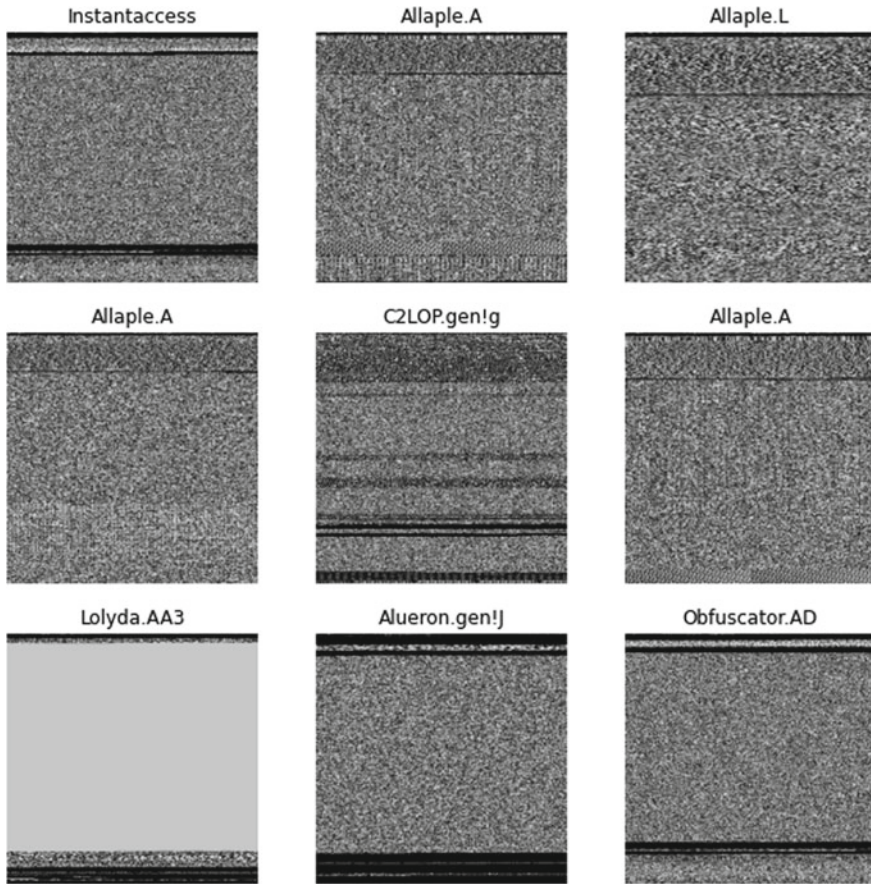 Instantaccess
Allaple.A
Allaple.L
Allaple.A
C2LOP.gen!g
Allaple.A
Lolyda.AA3
Alueron.gen!J
Obfuscator.AD